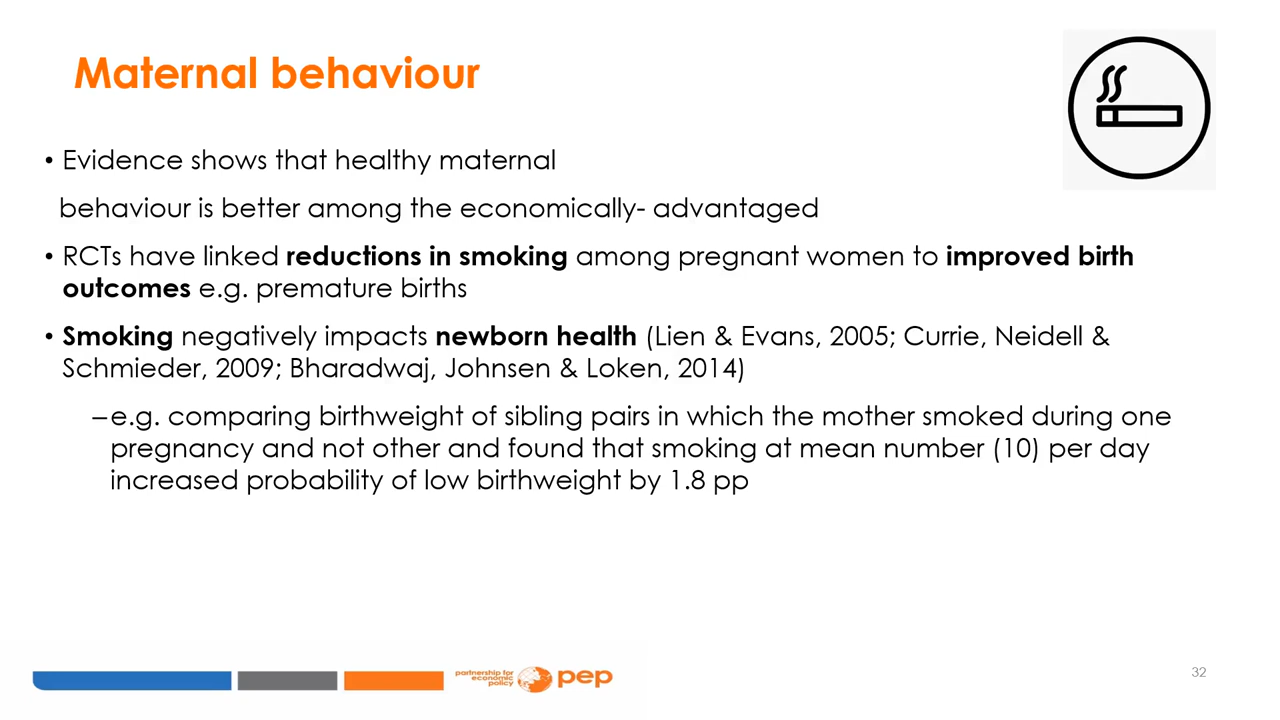 Maternal behaviour
• Evidence shows that healthy maternal
behaviour is better among the economically- advantaged
• RCTs have linked reductions in smoking among pregnant women to improved birth
outcomes e.g. premature births
• Smoking negatively impacts newborn health (Lien & Evans, 2005; Currie, Neidell &
Schmieder, 2009; Bharadwaj, Johnsen & Loken, 2014)
–e.g. comparing birthweight of sibling pairs in which the mother smoked during one
pregnancy and not other and found that smoking at mean number (10) per day
increased probability of low birthweight by 1.8 pp
partnership for
economic
policy
pep
32